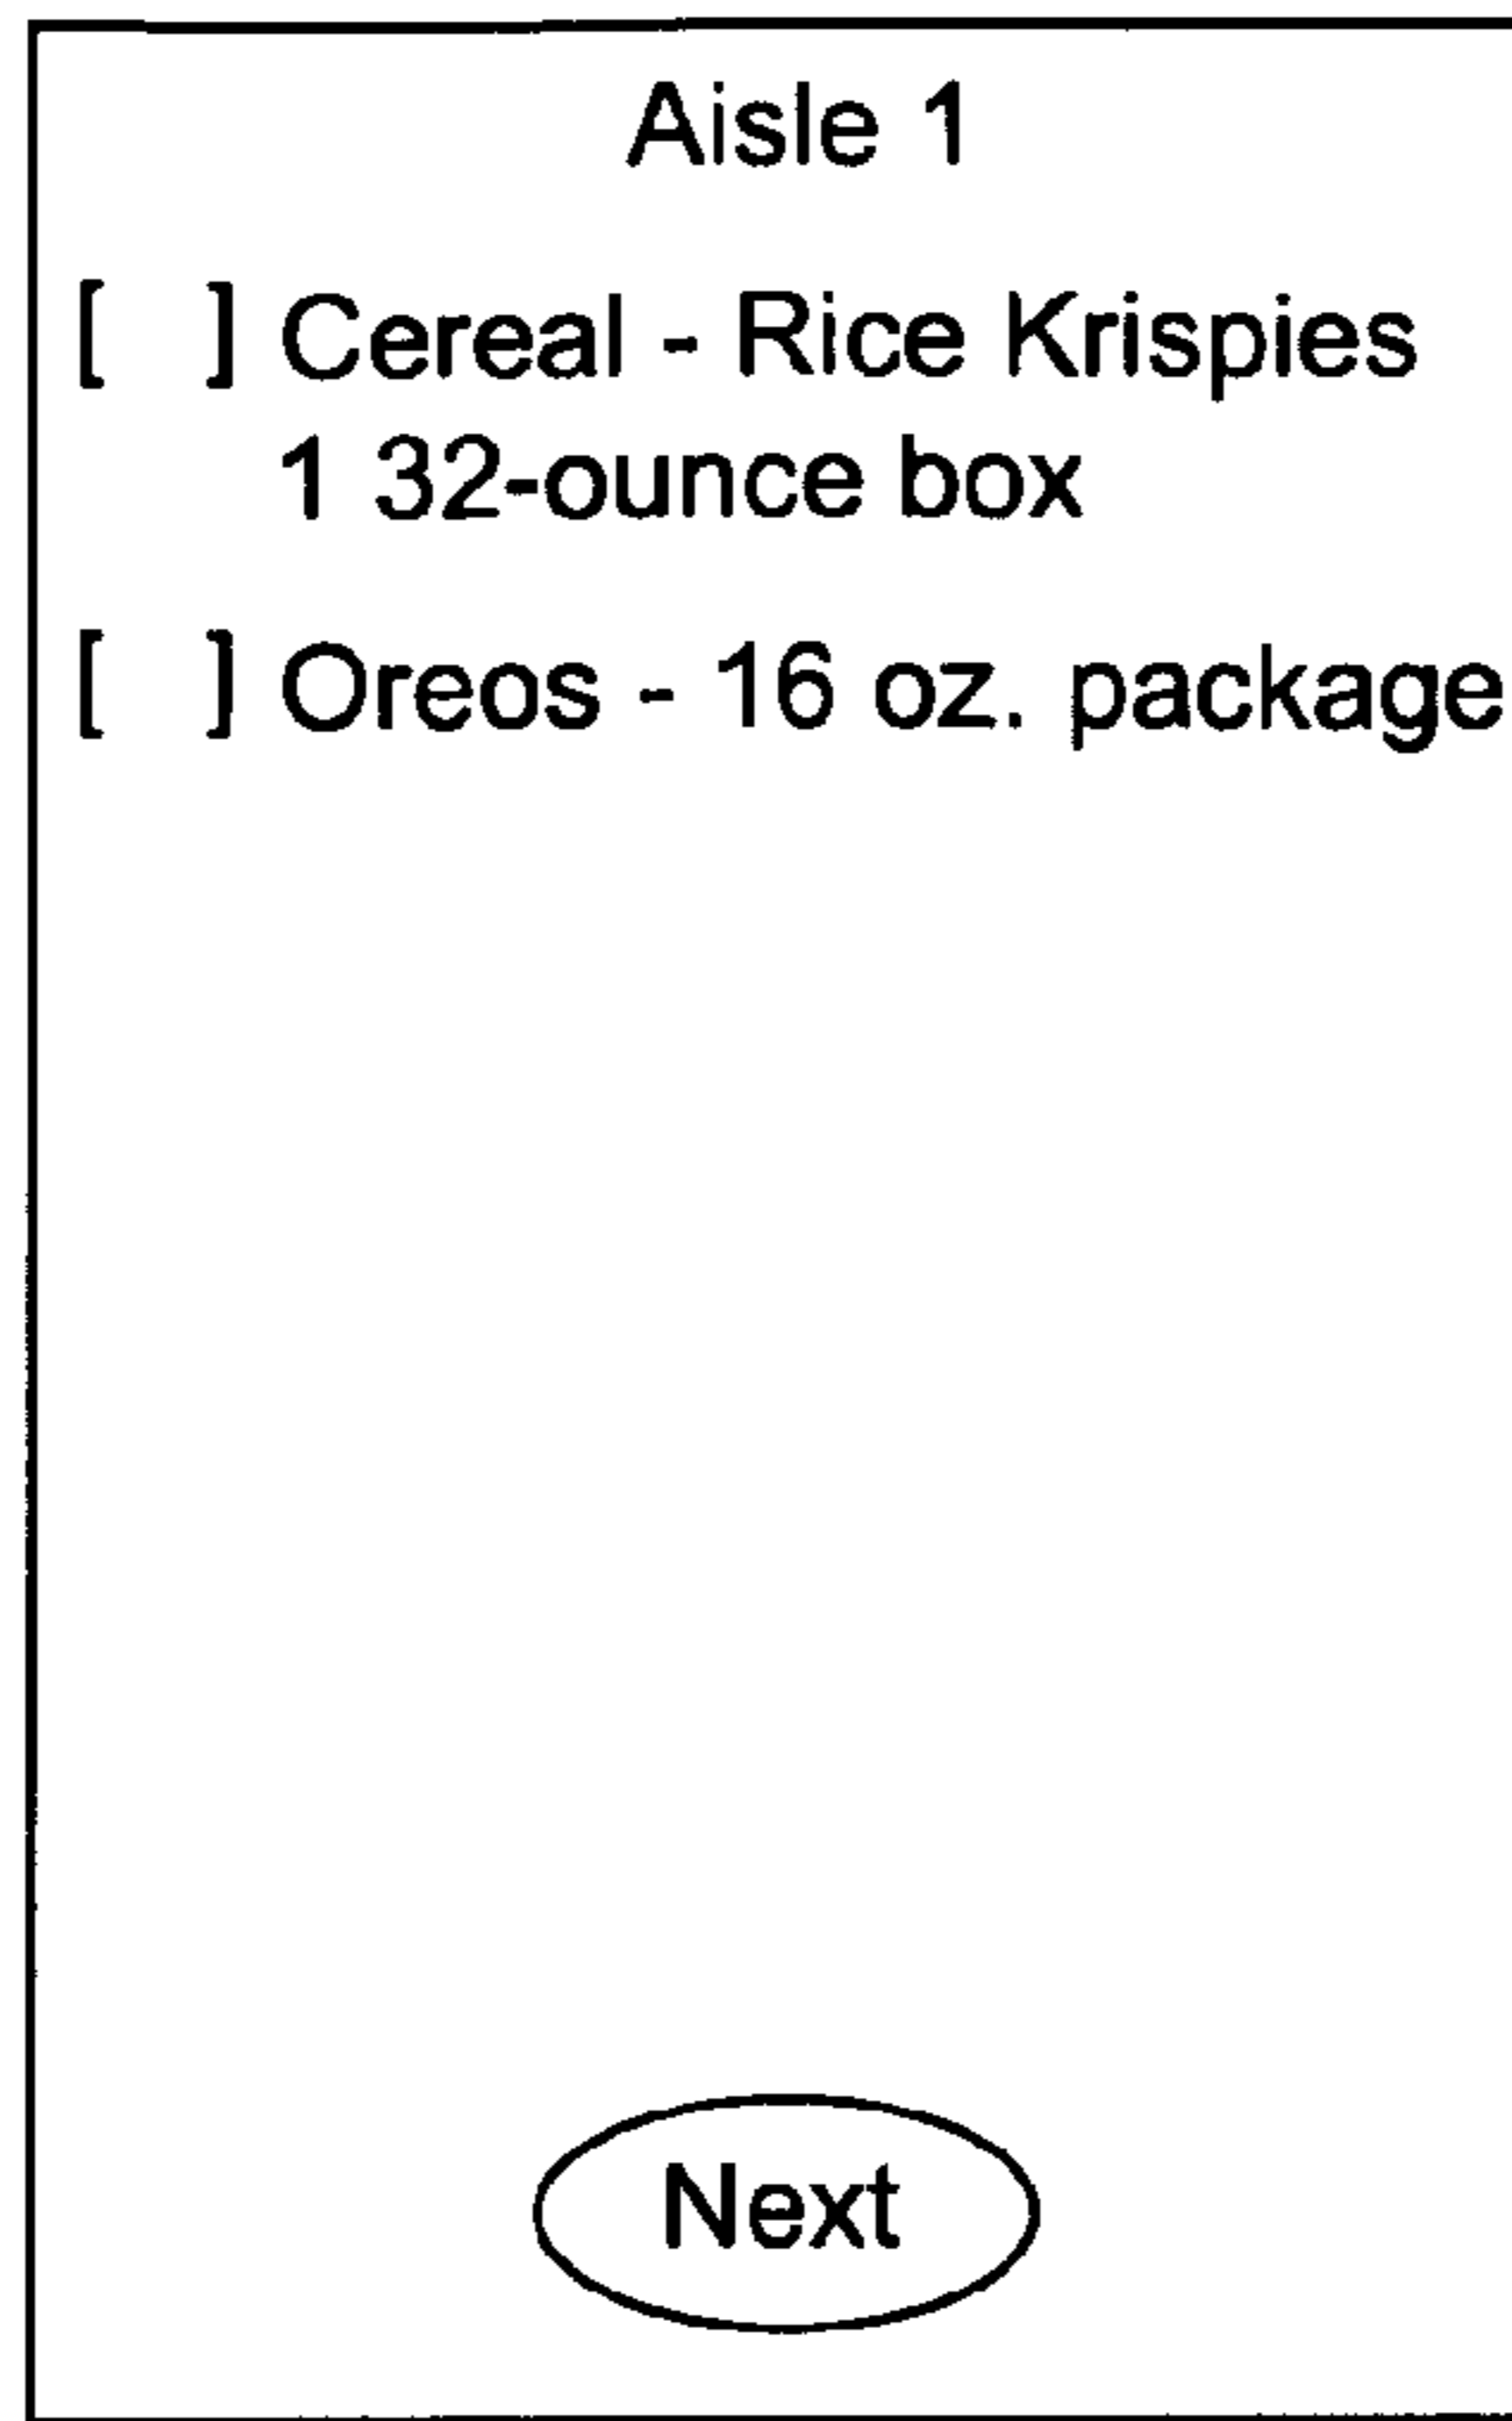 Aisle 1
[ ] Cereal - Rice Krispies
1 32-ounce box
[ ] Oreos - 16 oz. package
Next